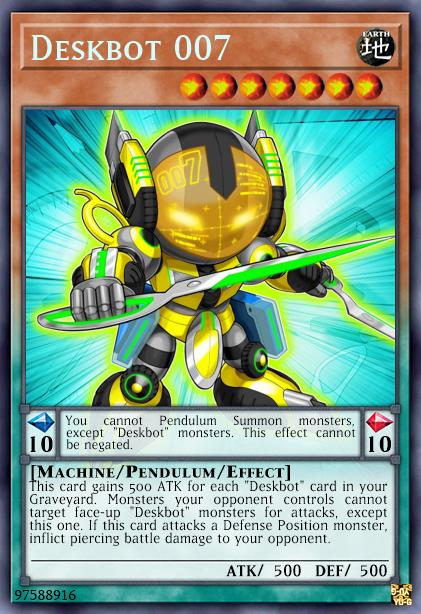 Deskbot 007
EARTH
地
007
You cannot Pendulum Summon monsters,
except "Deskbot" monsters. This effect cannot
be negated.
10
10
[Machine/Pendulum/Effect]
This card gains 500 ATK for each "Deskbot" card in your
Graveyard. Monsters your opponent controls cannot
target face-up "Deskbot" monsters for attacks, except
this one. If this card attacks a Defense Position monster,
inflict piercing battle damage to your opponent.
ATK/ 500 DEF/ 500
97588916